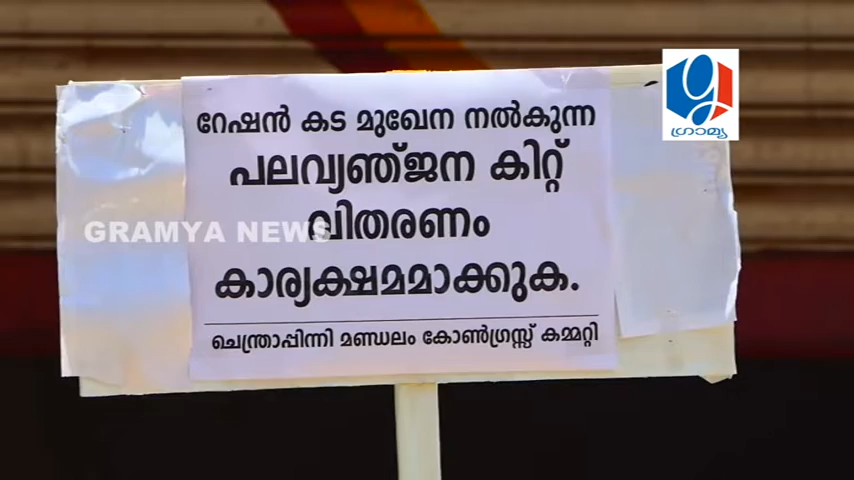 റേഷൻ കട മുഖേന നൽകുന്ന
പലവ്യഞ്ജന കിറ്റ്
വിതരണം
കാര്യക്ഷമമാക്കുക.
ചെന്ത്രാപ്പിന്നി മണ്ഡലം കോൺഗ്രസ്സ് കമ്മറ്റി
GRAMYA NEWS
ഗ്രാമ്യ